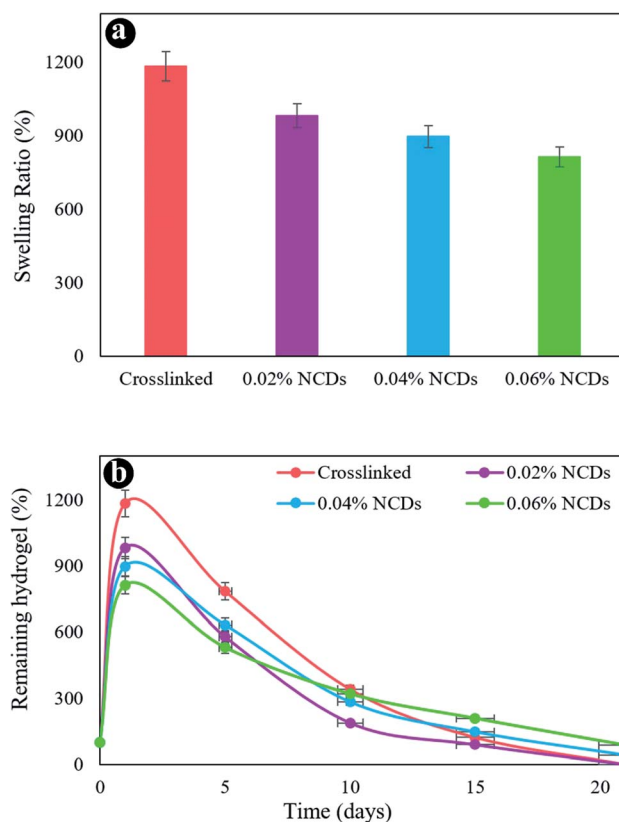 a
Swelling Ratio (%)
1200
900
600
300
0
Crosslinked 0.02% NCDs 0.04% NCDs 0.06% NCDs
b
Crosslinked 0.02% NCDs
0.04% NCDs 0.06% NCDs
Remaining hydrogel (%)
1200
900
600
300
0
0 5 10 15 20
Time (days)